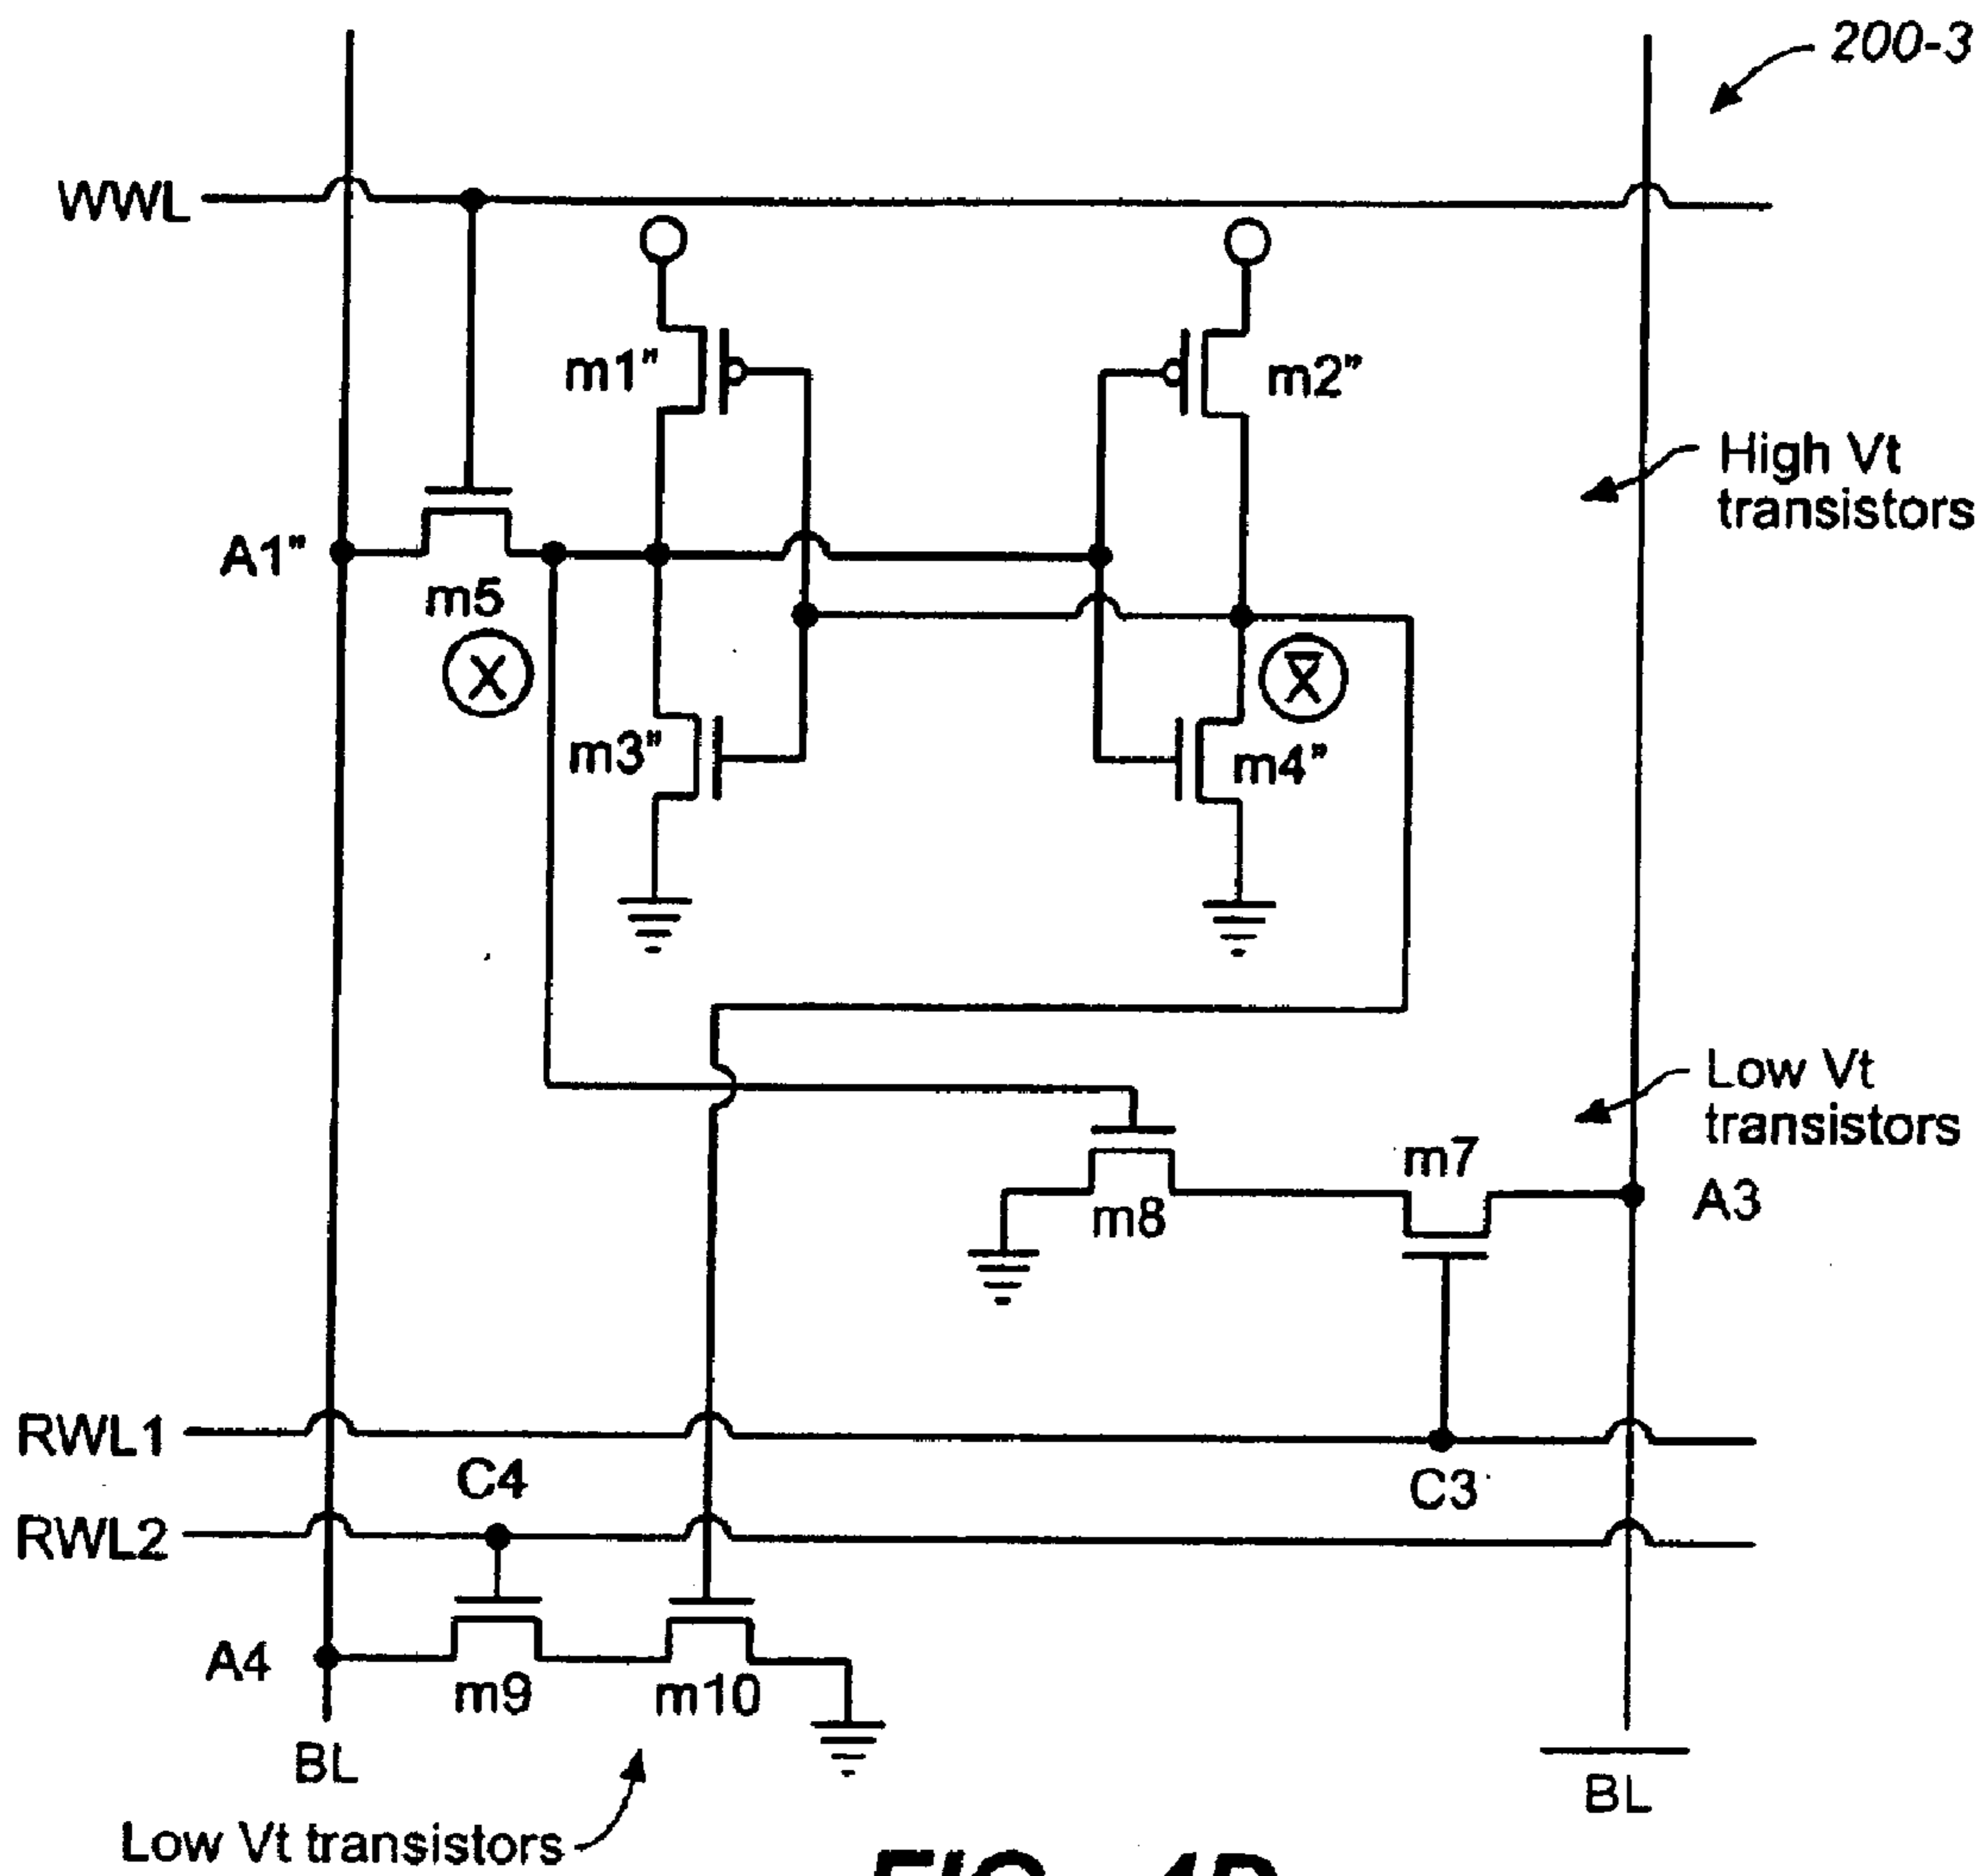 200-3
WWL
m1"
m2"
High Vt
transistors
A1"
m5
X
X̅
m3"
m4"
Low Vt
transistors
m7
m8
A3
RWL1
C4
C3
RWL2
A4
m9
m10
BL
B̅L̅
Low Vt transistors